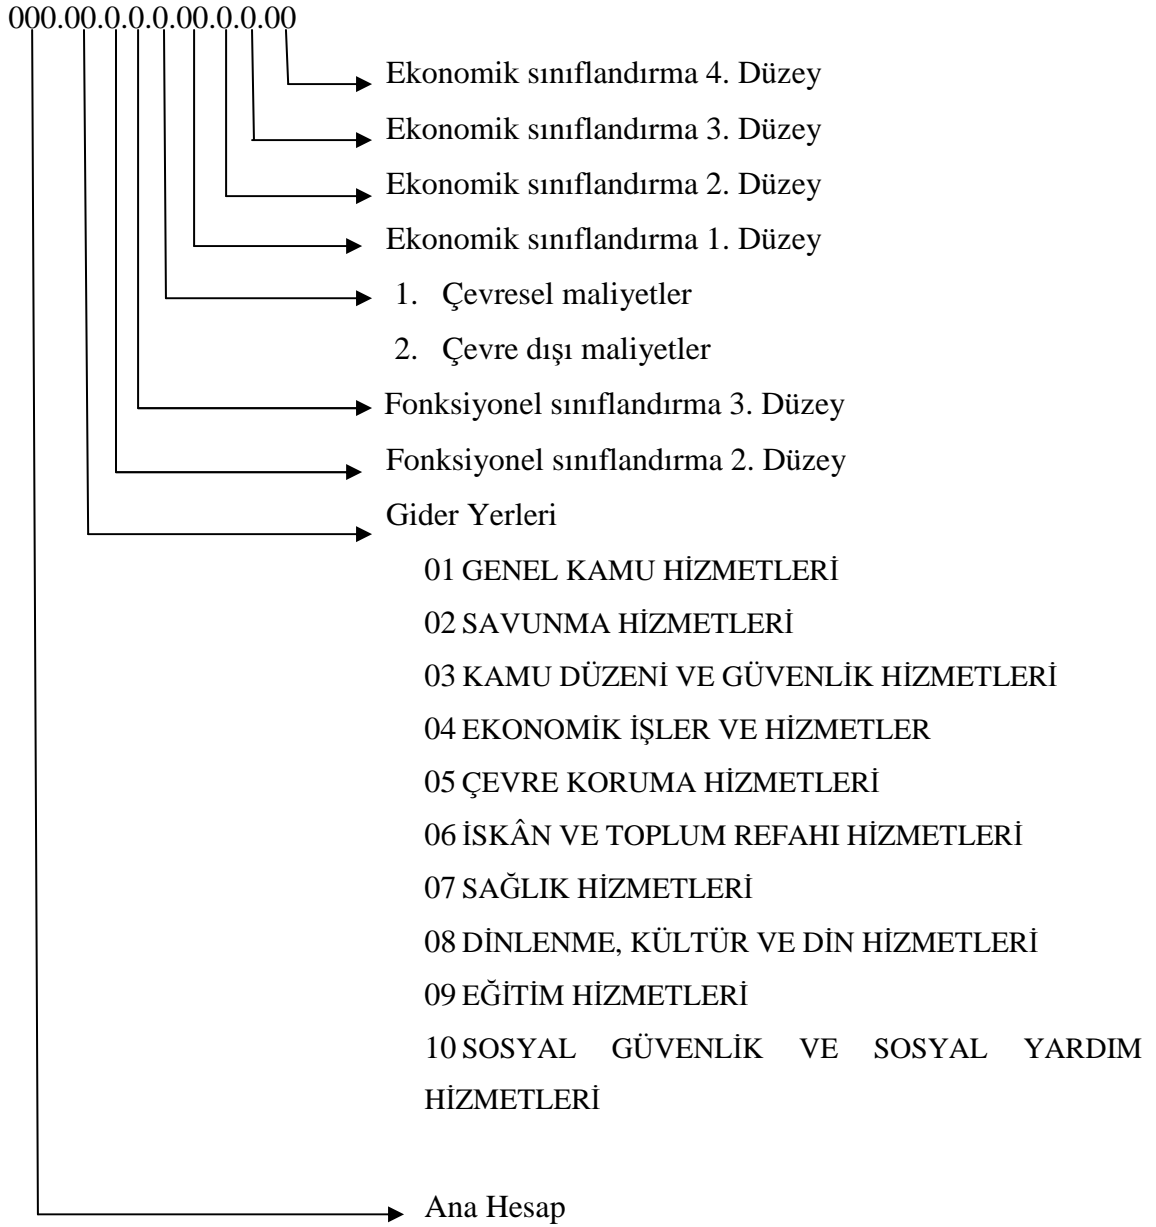 000.00.0.0.0.00.0.0.00
Ekonomik sınıflandırma 4. Düzey
Ekonomik sınıflandırma 3. Düzey
Ekonomik sınıflandırma 2. Düzey
Ekonomik sınıflandırma 1. Düzey
1. Çevresel maliyetler
2. Çevre dışı maliyetler
Fonksiyonel sınıflandırma 3. Düzey
Fonksiyonel sınıflandırma 2. Düzey
Gider Yerleri
01 GENEL KAMU HİZMETLERİ
02 SAVUNMA HİZMETLERİ
03 KAMU DÜZENİ VE GÜVENLİK HİZMETLERİ
04 EKONOMİK İŞLER VE HİZMETLER
05 ÇEVRE KORUMA HİZMETLERİ
06 İSKÂN VE TOPLUM REFAHI HİZMETLERİ
07 SAĞLIK HİZMETLERİ
08 DİNLENME, KÜLTÜR VE DİN HİZMETLERİ
09 EĞİTİM HİZMETLERİ
10 SOSYAL GÜVENLİK VE SOSYAL YARDIM
HİZMETLERİ
Ana Hesap